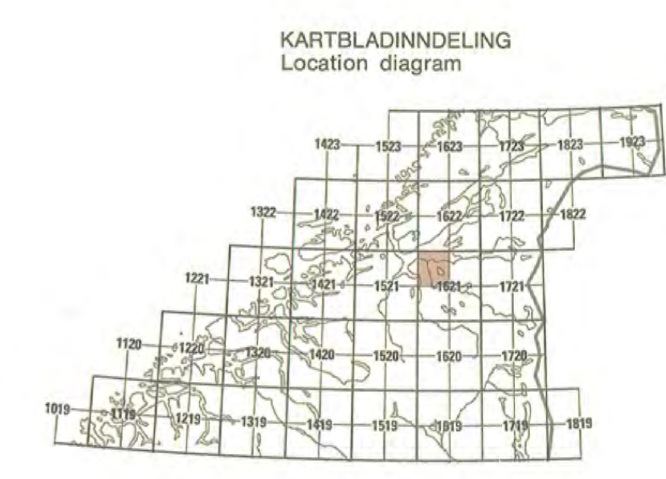 KARTBLADINNDELING
Location diagram
1423 1523 1623 1723 1823 1923
1322 1422 1522 1622 1722 1822
1221 1321 1421 1521 1621 1721
1120 1220 1320 1420 1520 1620 1720
1019 1119 1219 1319 1419 1519 1619 1719 1819